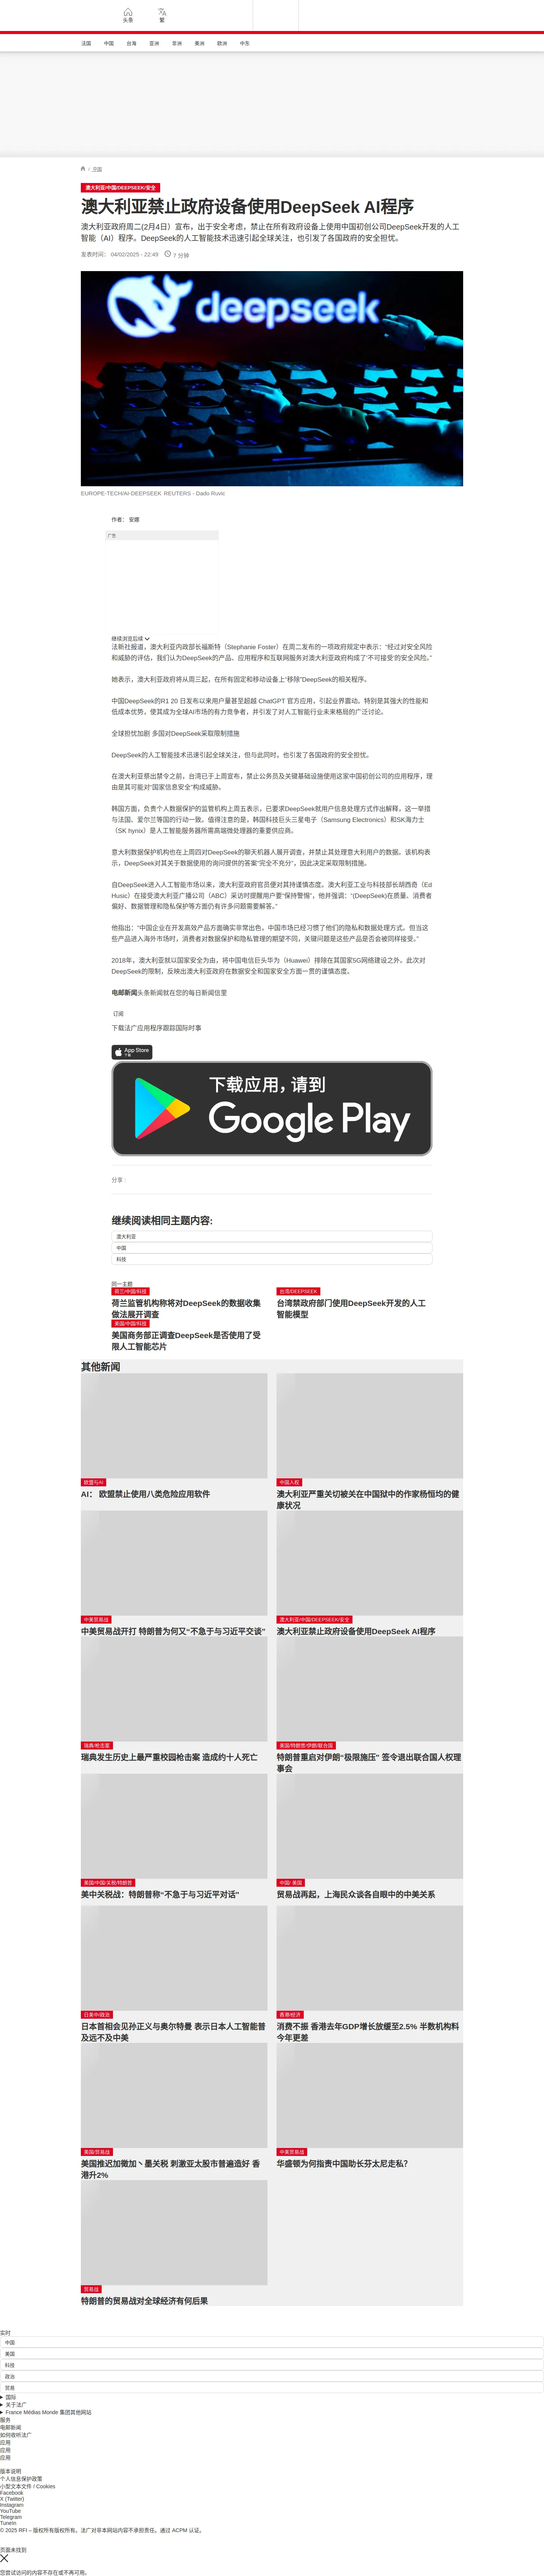 头条
繁
法国
中国
台海
亚洲
非洲
美洲
欧洲
中东
/ 中国
澳大利亚/中国/DEEPSEEK/安全
澳大利亚禁止政府设备使用DeepSeek AI程序
澳大利亚政府周二(2月4日）宣布，出于安全考虑，禁止在所有政府设备上使用中国初创公司DeepSeek开发的人工
智能（AI）程序。DeepSeek的人工智能技术迅速引起全球关注，也引发了各国政府的安全担忧。
发表时间： 04/02/2025 - 22:49 7 分钟
deepseek
EUROPE-TECH/AI-DEEPSEEK REUTERS - Dado Ruvic
作者： 安娜
广告
继续浏览后续
法新社报道，澳大利亚内政部长福斯特（Stephanie Foster）在周二发布的一项政府规定中表示：“经过对安全风险
和威胁的评估，我们认为DeepSeek的产品、应用程序和互联网服务对澳大利亚政府构成了‘不可接受’的安全风险。”
她表示，澳大利亚政府将从周三起，在所有固定和移动设备上“移除”DeepSeek的相关程序。
中国DeepSeek的R1 20 日发布以来用户量甚至超越 ChatGPT 官方应用，引起业界震动。特别是其强大的性能和
低成本优势，使其成为全球AI市场的有力竞争者，并引发了对人工智能行业未来格局的广泛讨论。
全球担忧加剧 多国对DeepSeek采取限制措施
DeepSeek的人工智能技术迅速引起全球关注，但与此同时，也引发了各国政府的安全担忧。
在澳大利亚祭出禁令之前，台湾已于上周宣布，禁止公务员及关键基础设施使用这家中国初创公司的应用程序，理
由是其可能对“国家信息安全”构成威胁。
韩国方面，负责个人数据保护的监管机构上周五表示，已要求DeepSeek就用户信息处理方式作出解释，这一举措
与法国、爱尔兰等国的行动一致。值得注意的是，韩国科技巨头三星电子（Samsung Electronics）和SK海力士
（SK hynix）是人工智能服务器所需高端微处理器的重要供应商。
意大利数据保护机构也在上周四对DeepSeek的聊天机器人展开调查，并禁止其处理意大利用户的数据。该机构表
示，DeepSeek对其关于数据使用的询问提供的答案“完全不充分”，因此决定采取限制措施。
自DeepSeek进入人工智能市场以来，澳大利亚政府官员便对其持谨慎态度。澳大利亚工业与科技部长胡西奇（Ed
Husic）在接受澳大利亚广播公司（ABC）采访时提醒用户要“保持警惕”，他并强调：“(DeepSeek)在质量、消费者
偏好、数据管理和隐私保护等方面仍有许多问题需要解答。”
他指出：“中国企业在开发高效产品方面确实非常出色，中国市场已经习惯了他们的隐私和数据处理方式。但当这
些产品进入海外市场时，消费者对数据保护和隐私管理的期望不同，关键问题是这些产品是否会被同样接受。”
2018年，澳大利亚就以国家安全为由，将中国电信巨头华为（Huawei）排除在其国家5G网络建设之外。此次对
DeepSeek的限制，反映出澳大利亚政府在数据安全和国家安全方面一贯的谨慎态度。
电邮新闻头条新闻就在您的每日新闻信里
订阅
下载法广应用程序跟踪国际时事
App Store
下载
下载应用，请到
Google Play
分享 :
继续阅读相同主题内容:
澳大利亚
中国
科技
同一主题
荷兰/中国/科技
荷兰监管机构称将对DeepSeek的数据收集
做法展开调查
台湾/DEEPSEEK
台湾禁政府部门使用DeepSeek开发的人工
智能模型
美国/中国/科技
美国商务部正调查DeepSeek是否使用了受
限人工智能芯片
其他新闻
欧盟与AI
AI： 欧盟禁止使用八类危险应用软件
中国人权
澳大利亚严重关切被关在中国狱中的作家杨恒均的健
康状况
中美贸易战
中美贸易战开打 特朗普为何又“不急于与习近平交谈”
澳大利亚/中国/DEEPSEEK/安全
澳大利亚禁止政府设备使用DeepSeek AI程序
瑞典/枪击案
瑞典发生历史上最严重校园枪击案 造成约十人死亡
美国/特朗普/伊朗/联合国
特朗普重启对伊朗“极限施压” 签令退出联合国人权理
事会
美国/中国/关税/特朗普
美中关税战：特朗普称“不急于与习近平对话”
中国/ 美国
贸易战再起，上海民众谈各自眼中的中美关系
日美中/政治
日本首相会见孙正义与奥尔特曼 表示日本人工智能普
及远不及中美
香港/经济
消费不振 香港去年GDP增长放缓至2.5% 半数机构料
今年更差
美国/贸易战
美国推迟加徵加丶墨关税 刺激亚太股市普遍造好 香
港升2%
中美贸易战
华盛顿为何指责中国助长芬太尼走私？
贸易战
特朗普的贸易战对全球经济有何后果
实时
中国
美国
科技
政治
贸易
国际
关于法广
France Médias Monde 集团其他网站
服务
电邮新闻
如何收听法广
应用
应用
应用
版本说明
个人信息保护政策
小型文本文件 / Cookies
Facebook
X (Twitter)
Instagram
YouTube
Telegram
TuneIn
© 2025 RFI – 版权所有版权所有。法广对非本网站内容不承担责任。通过 ACPM 认证。
页面未找到
您尝试访问的内容不存在或不再可用。